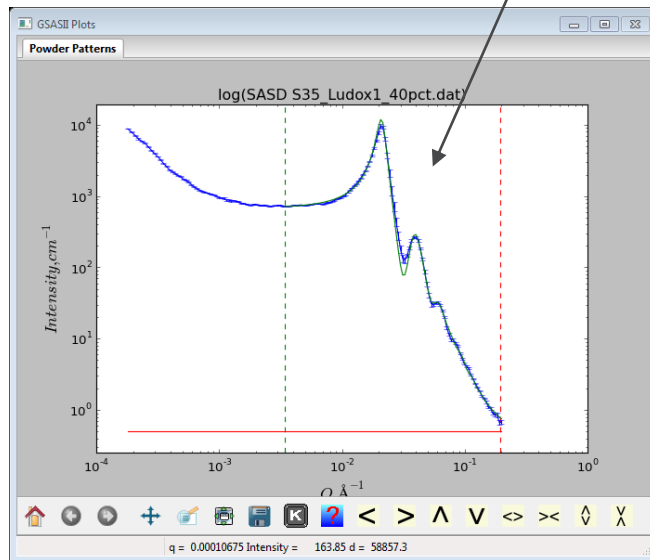 GSASII Plots
Powder Patterns
log(SASD S35_Ludox1_40pct.dat)
10^4
10^3
10^2
10^1
10^0
Intensity, cm^-1
10^-4 10^-3 10^-2 10^-1 10^0
Q, Å^-1
K ? < > Λ V <> ><
q = 0.00010675 Intensity = 163.85 d = 58857.3